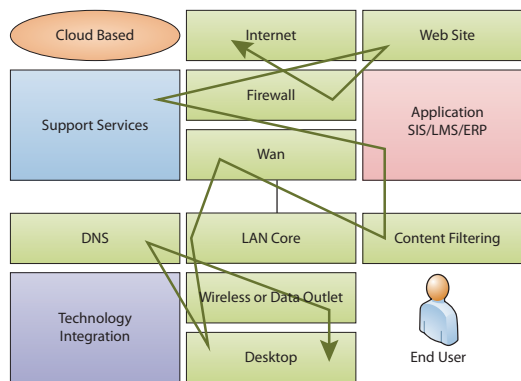 Cloud Based
Internet
Web Site
Support Services
Firewall
Application
SIS/LMS/ERP
Wan
DNS
LAN Core
Content Filtering
Technology
Integration
Wireless or Data Outlet
Desktop
End User